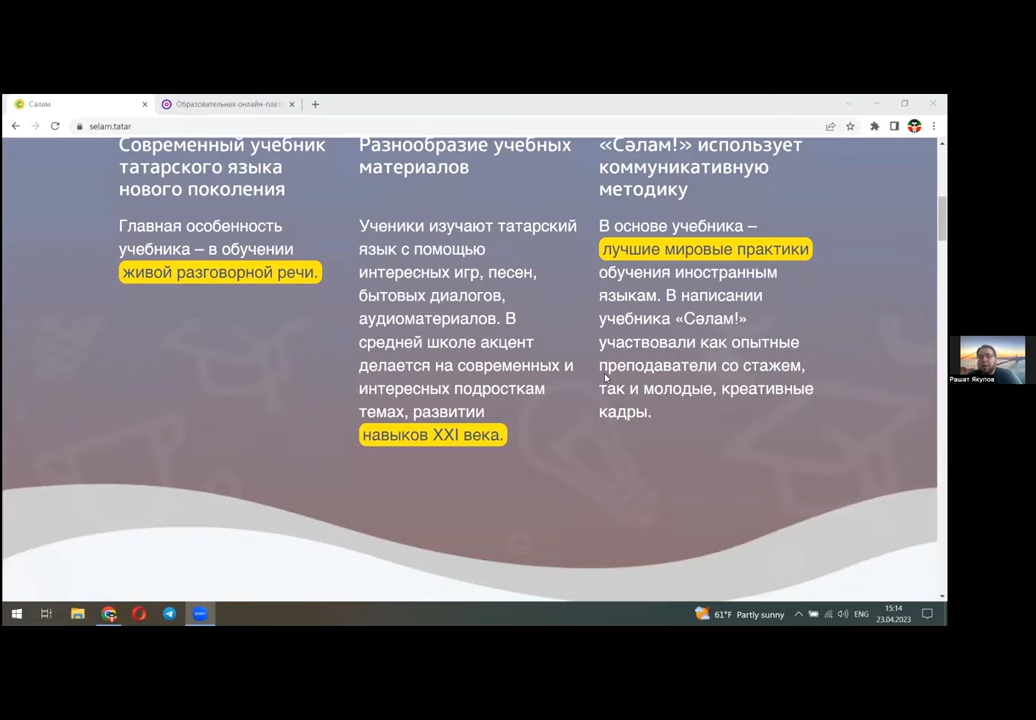 Салам
Образовательная онлайн-плат
selam.tatar
Современный учебник
татарского языка
нового поколения
Главная особенность
учебника – в обучении
живой разговорной речи.
Разнообразие учебных
материалов
Ученики изучают татарский
язык с помощью
интересных игр, песен,
бытовых диалогов,
аудиоматериалов. В
средней школе акцент
делается на современных и
интересных подросткам
темах, развитии
навыков XXI века.
«Сәлам!» использует
коммуникативную
методику
В основе учебника –
лучшие мировые практики
обучения иностранным
языкам. В написании
учебника «Сәлам!»
участвовали как опытные
преподаватели со стажем,
так и молодые, креативные
кадры.
Рашат Якупов
61°F Partly sunny
ENG
15:14
23.04.2023